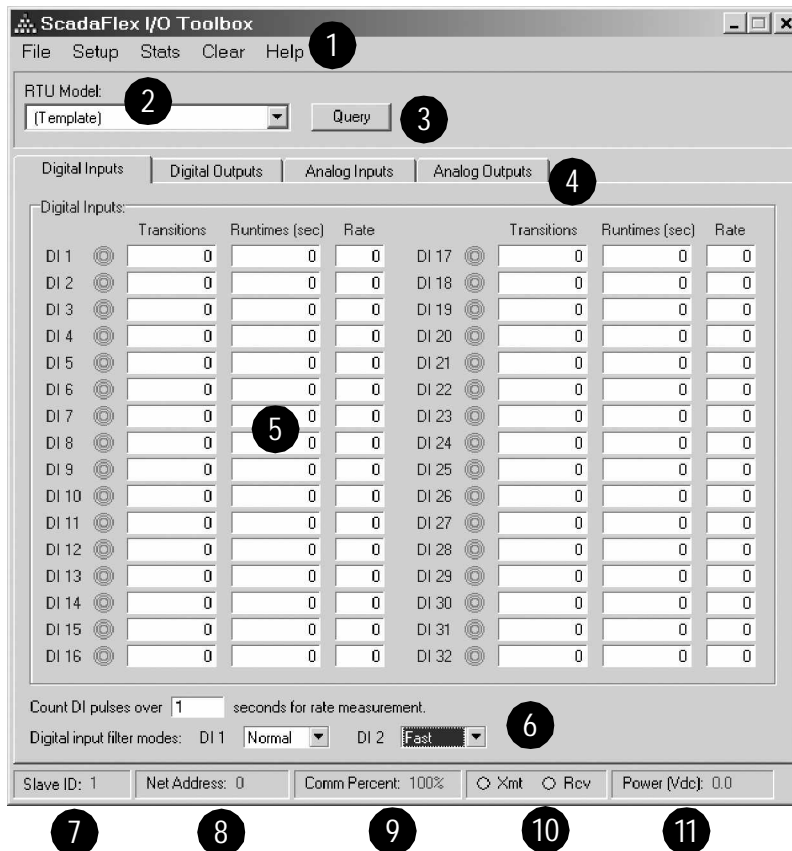 ScadaFlex I/O Toolbox
File Setup Stats Clear Help 1
RTU Model:
2
(Template) Query 3
Digital Inputs Digital Outputs Analog Inputs Analog Outputs 4
Digital Inputs:
Transitions Runtimes (sec) Rate Transitions Runtimes (sec) Rate
DI 1 0 0 0 DI 17 0 0 0
DI 2 0 0 0 DI 18 0 0 0
DI 3 0 0 0 DI 19 0 0 0
DI 4 0 0 0 DI 20 0 0 0
DI 5 0 0 0 DI 21 0 0 0
DI 6 0 0 0 DI 22 0 0 0
DI 7 0 0 0 DI 23 0 0 0
5
DI 8 0 0 0 DI 24 0 0 0
DI 9 0 0 0 DI 25 0 0 0
DI 10 0 0 0 DI 26 0 0 0
DI 11 0 0 0 DI 27 0 0 0
DI 12 0 0 0 DI 28 0 0 0
DI 13 0 0 0 DI 29 0 0 0
DI 14 0 0 0 DI 30 0 0 0
DI 15 0 0 0 DI 31 0 0 0
DI 16 0 0 0 DI 32 0 0 0
Count DI pulses over 1 seconds for rate measurement.
6
Digital input filter modes: DI 1 Normal DI 2 Fast
Slave ID: 1 Net Address: 0 Comm Percent: 100% Xmt Rcv Power (Vdc): 0.0
7 8 9 10 11